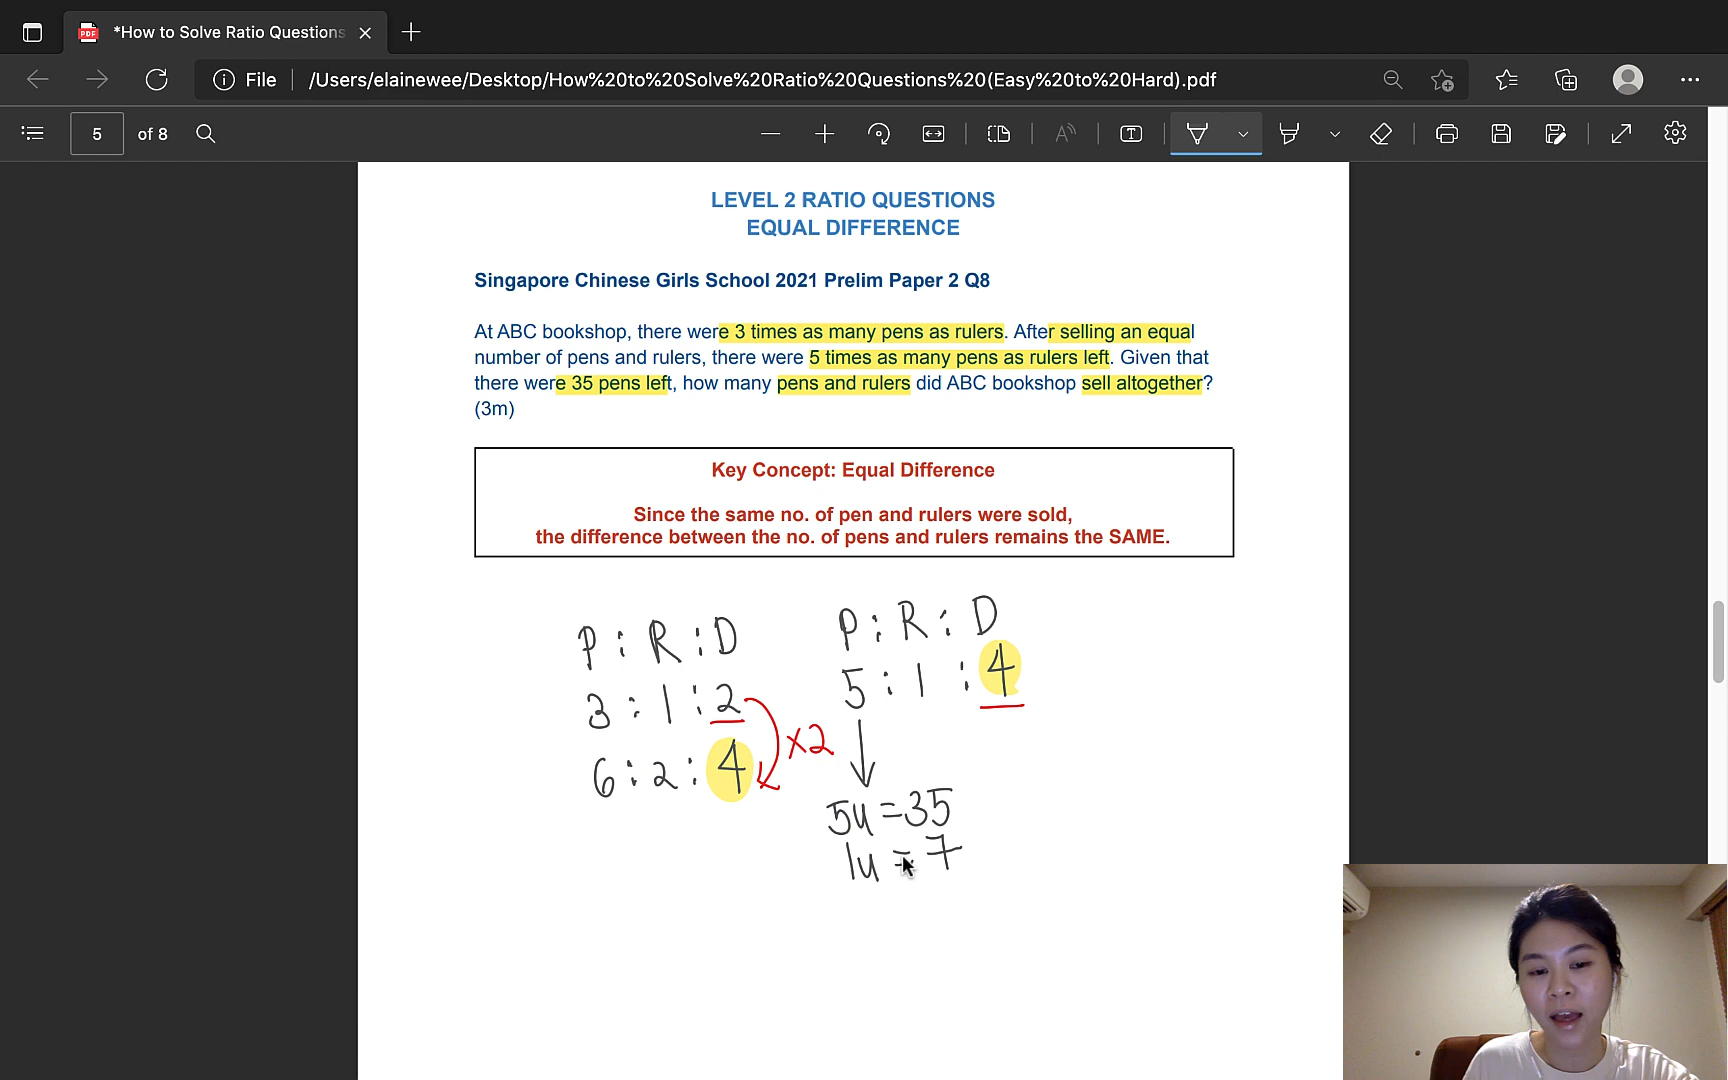 *How to Solve Ratio Questions
File
/Users/elainewee/Desktop/How%20to%20Solve%20Ratio%20Questions%20(Easy%20to%20Hard).pdf
5 of 8
LEVEL 2 RATIO QUESTIONS
EQUAL DIFFERENCE
Singapore Chinese Girls School 2021 Prelim Paper 2 Q8
At ABC bookshop, there were 3 times as many pens as rulers. After selling an equal
number of pens and rulers, there were 5 times as many pens as rulers left. Given that
there were 35 pens left, how many pens and rulers did ABC bookshop sell altogether?
(3m)
Key Concept: Equal Difference
Since the same no. of pen and rulers were sold,
the difference between the no. of pens and rulers remains the SAME.
P : R : D
3 : 1 : 2
6 : 2 : 4
×2
P : R : D
5 : 1 : 4
5u = 35
1u = 7